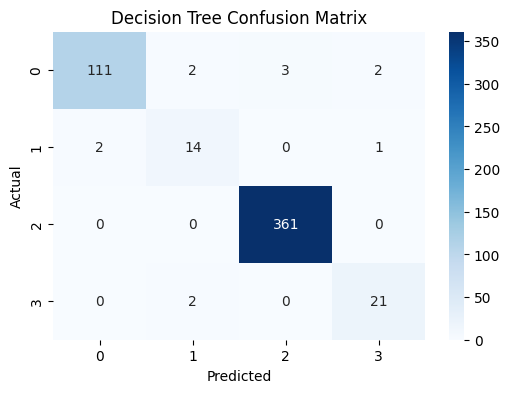 Decision Tree Confusion Matrix
Actual
0 111 2 3 2
1 2 14 0 1
2 0 0 361 0
3 0 2 0 21
0 1 2 3
Predicted
350
300
250
200
150
100
50
0